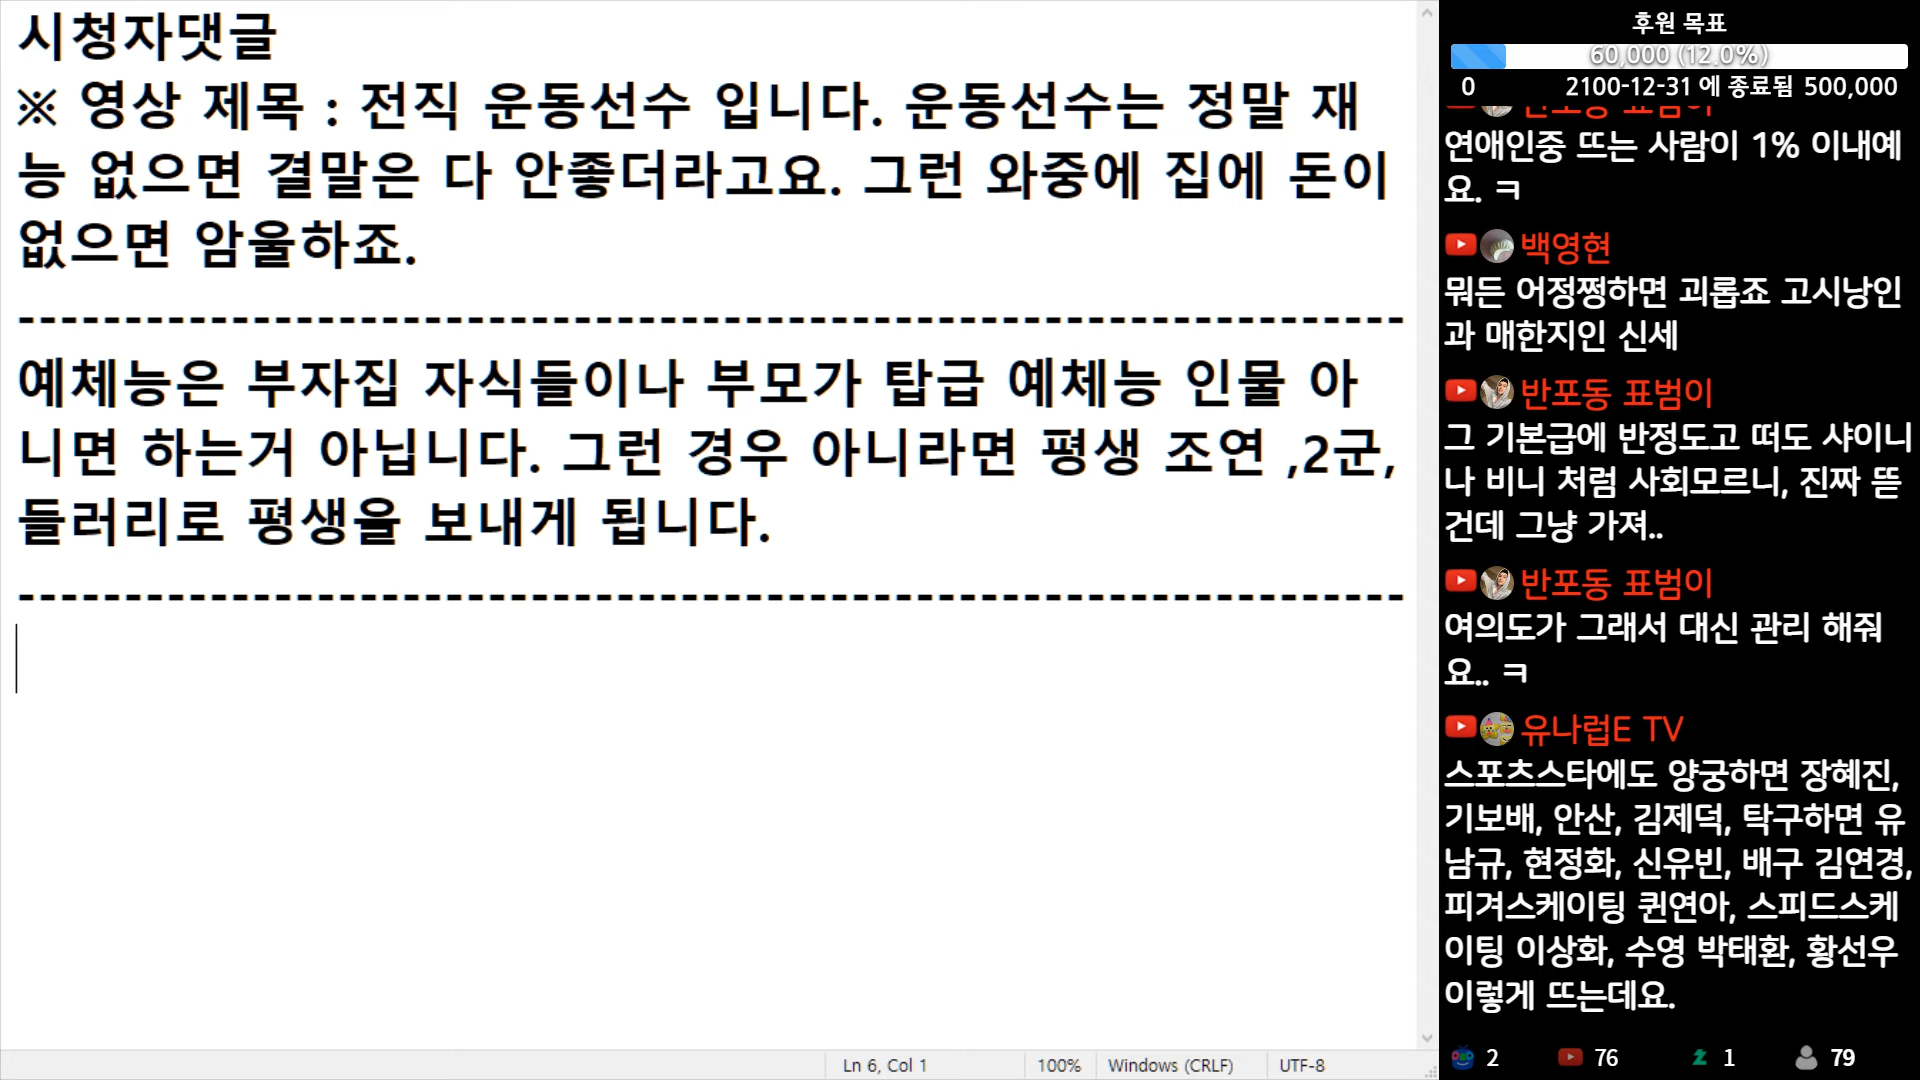 시청자댓글
※ 영상 제목 : 전직 운동선수 입니다. 운동선수는 정말 재
능 없으면 결말은 다 안좋더라고요. 그런 와중에 집에 돈이
없으면 암울하죠.
------------------------------------------------------------------
예체능은 부자집 자식들이나 부모가 탑급 예체능 인물 아
니면 하는거 아닙니다. 그런 경우 아니라면 평생 조연 ,2군,
들러리로 평생을 보내게 됩니다.
------------------------------------------------------------------
Ln 6, Col 1
100%
Windows (CRLF)
UTF-8
후원 목표
60,000 (12.0%)
0 2100-12-31 에 종료됨 500,000
반포동 표범이
연애인중 뜨는 사람이 1% 이내예
요. ㅋ
백영현
뭐든 어정쩡하면 괴롭죠 고시낭인
과 매한지인 신세
반포동 표범이
그 기본급에 반정도고 떠도 샤이니
나 비니 처럼 사회모르니, 진짜 뜯
건데 그냥 가져..
반포동 표범이
여의도가 그래서 대신 관리 해줘
요.. ㅋ
유나럽E TV
스포츠스타에도 양궁하면 장혜진,
기보배, 안산, 김제덕, 탁구하면 유
남규, 현정화, 신유빈, 배구 김연경,
피겨스케이팅 퀸연아, 스피드스케
이팅 이상화, 수영 박태환, 황선우
이렇게 뜨는데요.
2 76 1 79